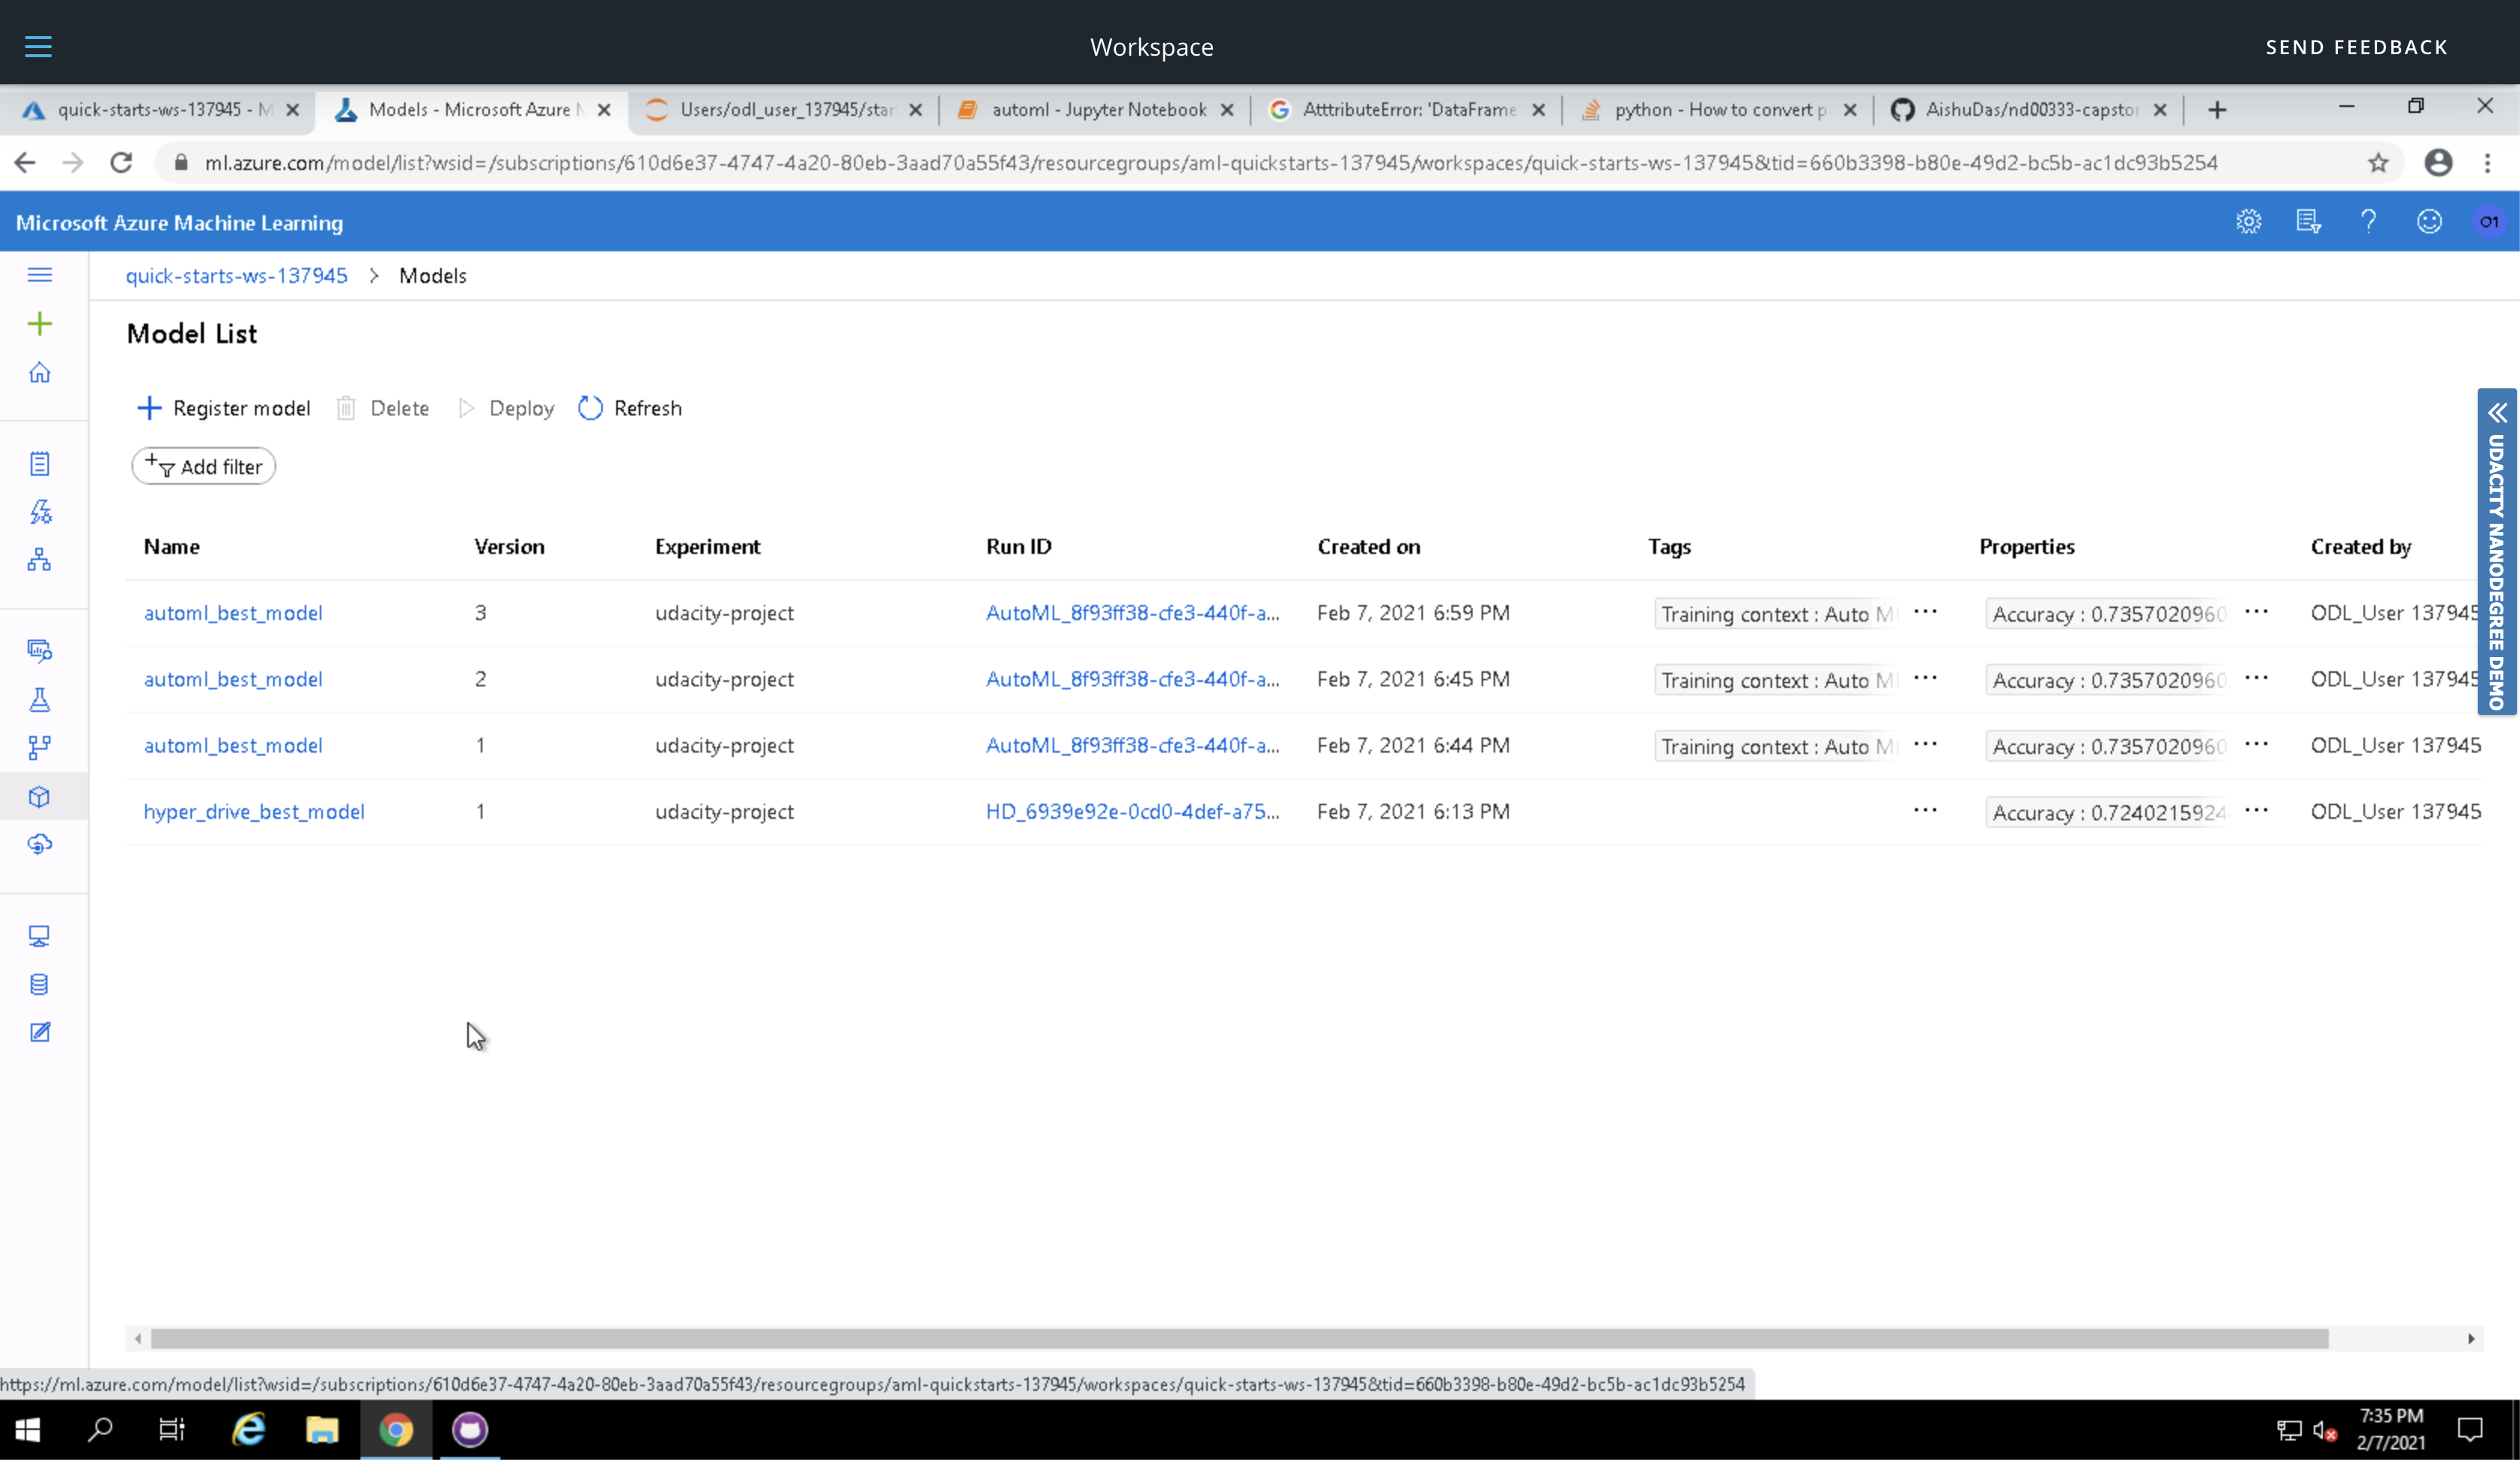 Workspace
SEND FEEDBACK
quick-starts-ws-137945 - M
Models - Microsoft Azure M
Users/odl_user_137945/star
automl - Jupyter Notebook
AtttributeError: 'DataFrame
python - How to convert p
AishuDas/nd00333-capstor
ml.azure.com/model/list?wsid=/subscriptions/610d6e37-4747-4a20-80eb-3aad70a55f43/resourcegroups/aml-quickstarts-137945/workspaces/quick-starts-ws-137945&tid=660b3398-b80e-49d2-bc5b-ac1dc93b5254
Microsoft Azure Machine Learning
O1
quick-starts-ws-137945 > Models
Model List
Register model Delete Deploy Refresh
Add filter
Name Version Experiment Run ID Created on Tags Properties Created by
automl_best_model 3 udacity-project AutoML_8f93ff38-cfe3-440f-a... Feb 7, 2021 6:59 PM Training context : Auto M ... Accuracy : 0.7357020960 ... ODL_User 137945
automl_best_model 2 udacity-project AutoML_8f93ff38-cfe3-440f-a... Feb 7, 2021 6:45 PM Training context : Auto M ... Accuracy : 0.7357020960 ... ODL_User 137945
automl_best_model 1 udacity-project AutoML_8f93ff38-cfe3-440f-a... Feb 7, 2021 6:44 PM Training context : Auto M ... Accuracy : 0.7357020960 ... ODL_User 137945
hyper_drive_best_model 1 udacity-project HD_6939e92e-0cd0-4def-a75... Feb 7, 2021 6:13 PM ... Accuracy : 0.7240215924 ... ODL_User 137945
UDACITY NANODEGREE DEMO
https://ml.azure.com/model/list?wsid=/subscriptions/610d6e37-4747-4a20-80eb-3aad70a55f43/resourcegroups/aml-quickstarts-137945/workspaces/quick-starts-ws-137945&tid=660b3398-b80e-49d2-bc5b-ac1dc93b5254
7:35 PM
2/7/2021